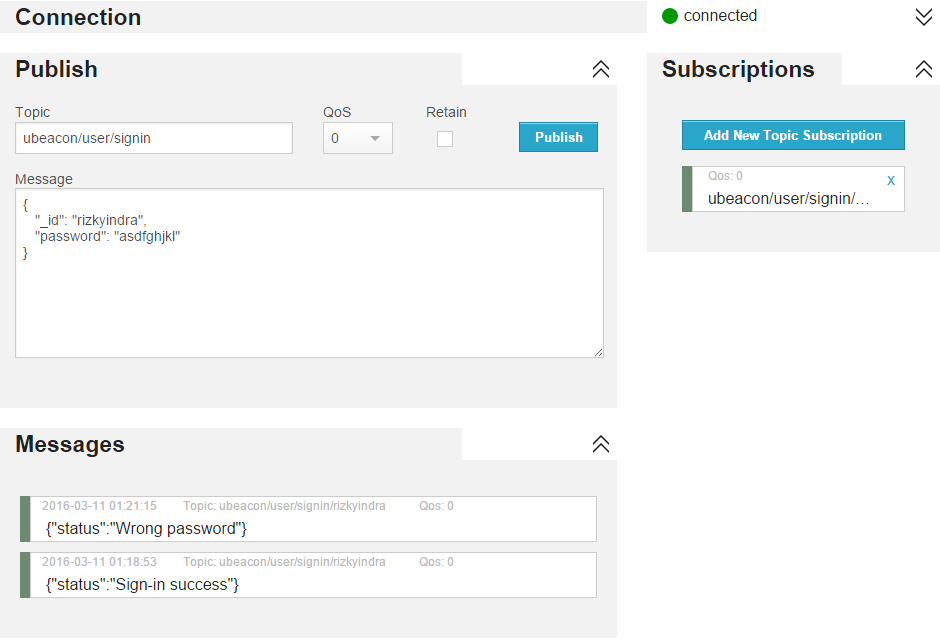 Connection
connected
Publish
Subscriptions
Topic QoS Retain
ubeacon/user/signin 0 Publish
Add New Topic Subscription
Message
Qos: 0 x
ubeacon/user/signin/...
{
"_id": "rizkyindra",
"password": "asdfghjkl"
}
Messages
2016-03-11 01:21:15 Topic: ubeacon/user/signin/rizkyindra Qos: 0
{"status":"Wrong password"}
2016-03-11 01:18:53 Topic: ubeacon/user/signin/rizkyindra Qos: 0
{"status":"Sign-in success"}